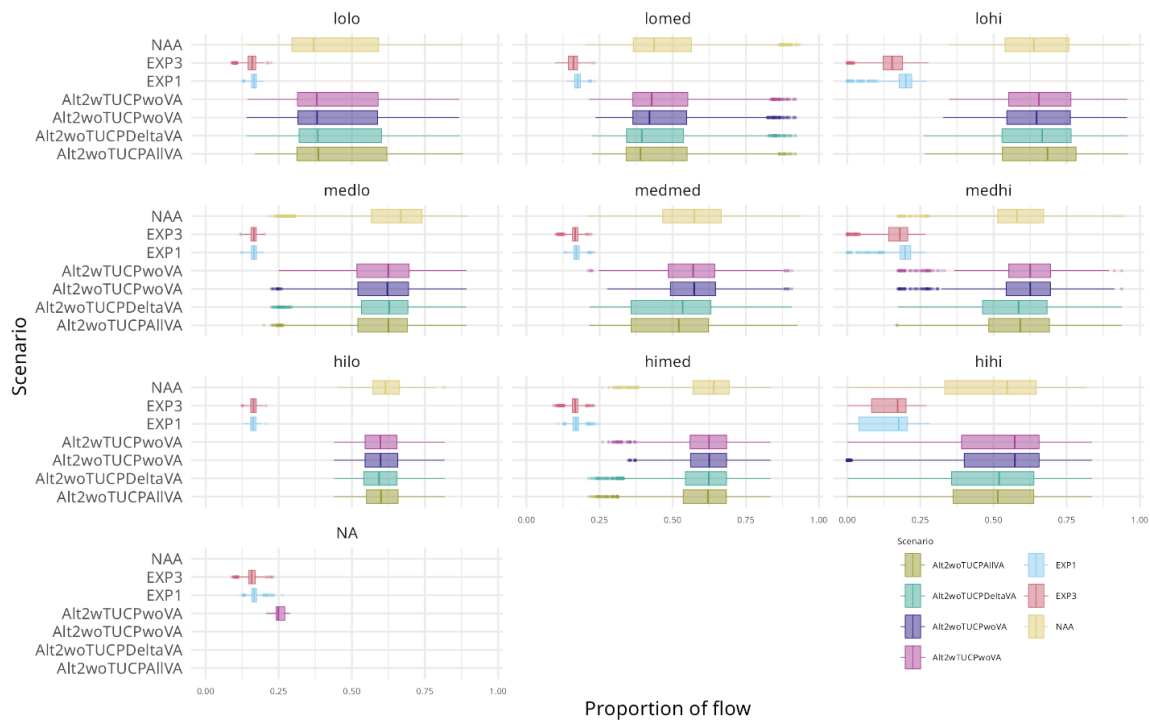 lolo
lomed
lohi
NAA
EXP3
EXP1
Alt2wTUCPwoVA
Alt2woTUCPwoVA
Alt2woTUCPDeltaVA
Alt2woTUCPAllVA
medlo
medmed
medhi
NAA
EXP3
EXP1
Alt2wTUCPwoVA
Alt2woTUCPwoVA
Alt2woTUCPDeltaVA
Alt2woTUCPAllVA
Scenario
hilo
himed
hihi
NAA
EXP3
EXP1
Alt2wTUCPwoVA
Alt2woTUCPwoVA
Alt2woTUCPDeltaVA
Alt2woTUCPAllVA
0.00 0.25 0.50 0.75 1.00
0.00 0.25 0.50 0.75 1.00
NA
NAA
EXP3
EXP1
Alt2wTUCPwoVA
Alt2woTUCPwoVA
Alt2woTUCPDeltaVA
Alt2woTUCPAllVA
0.00 0.25 0.50 0.75 1.00
Scenario
Alt2woTUCPAllVA
Alt2woTUCPDeltaVA
Alt2woTUCPwoVA
Alt2wTUCPwoVA
EXP1
EXP3
NAA
Proportion of flow